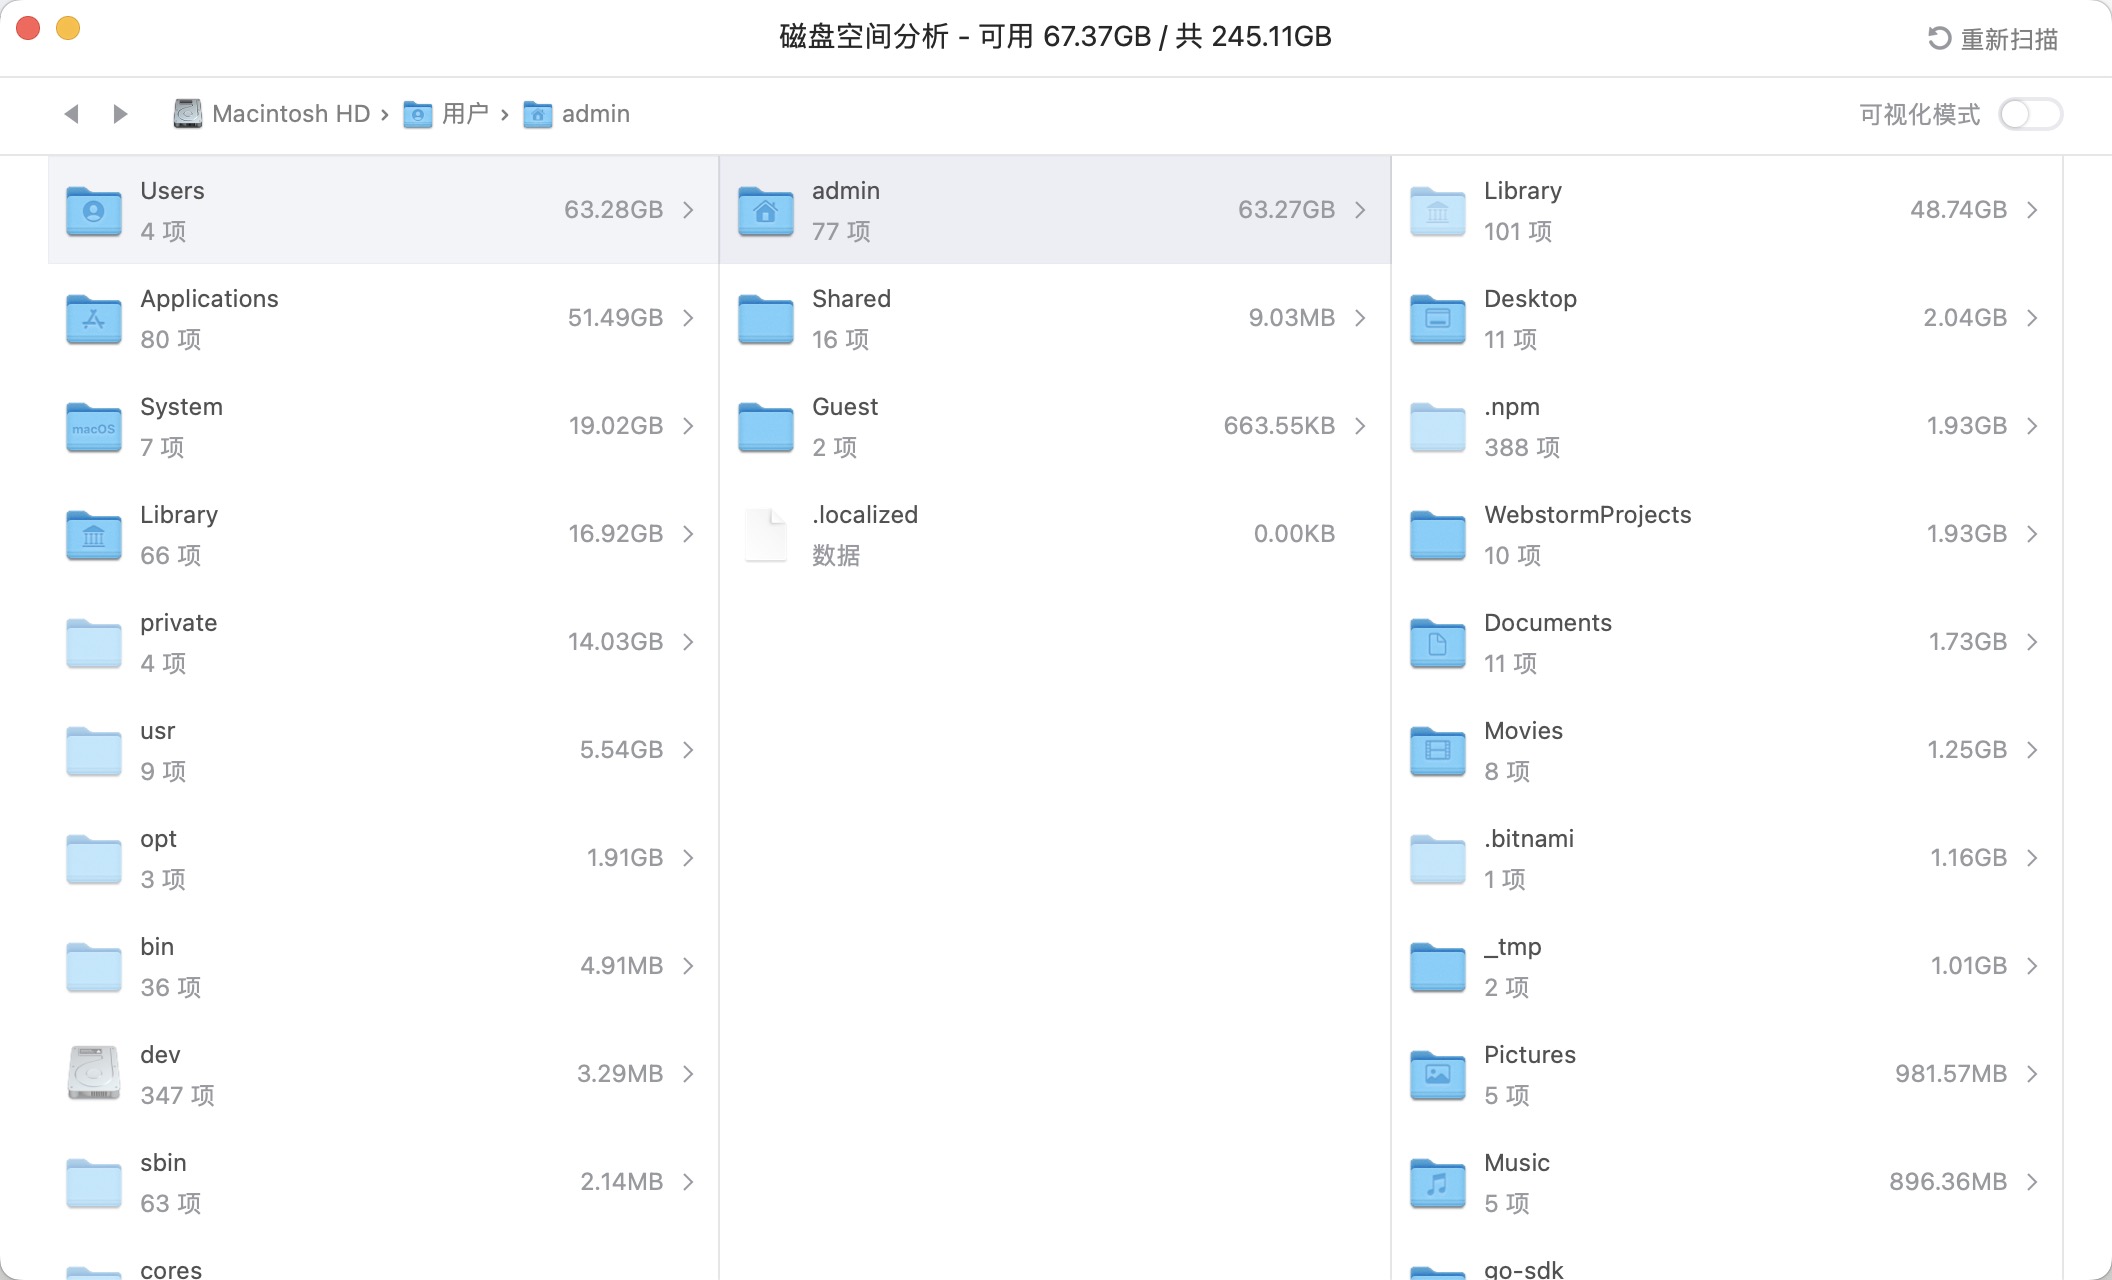 磁盘空间分析 - 可用 67.37GB / 共 245.11GB
重新扫描
Macintosh HD › 用户 › admin
可视化模式
Users
63.28GB
4 项
Applications
51.49GB
80 项
System
19.02GB
7 项
macOS
Library
16.92GB
66 项
private
14.03GB
4 项
usr
5.54GB
9 项
opt
1.91GB
3 项
bin
4.91MB
36 项
dev
3.29MB
347 项
sbin
2.14MB
63 项
cores
admin
63.27GB
77 项
Shared
9.03MB
16 项
Guest
663.55KB
2 项
.localized
0.00KB
数据
Library
48.74GB
101 项
Desktop
2.04GB
11 项
.npm
1.93GB
388 项
WebstormProjects
1.93GB
10 项
Documents
1.73GB
11 项
Movies
1.25GB
8 项
.bitnami
1.16GB
1 项
_tmp
1.01GB
2 项
Pictures
981.57MB
5 项
Music
896.36MB
5 项
go-sdk